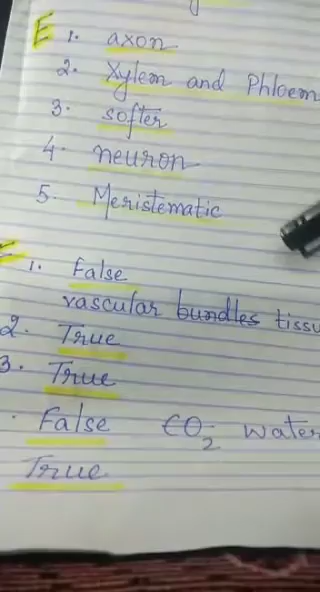 E 1. axon
2. Xylem and Phloem
3. softer
4. neuron
5. Meristematic
1. False
vascular bundles tissu
2. True
3. True
. False CO2 water
True